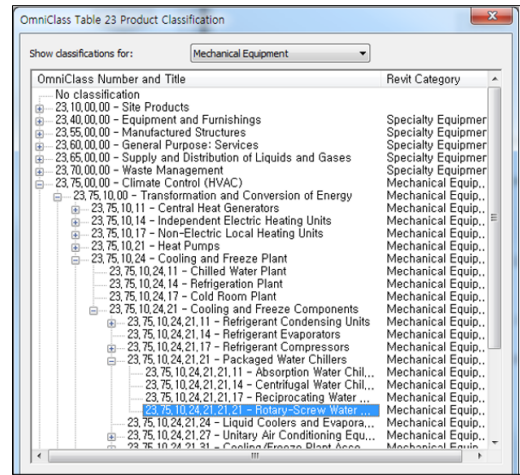 OmniClass Table 23 Product Classification
Show classifications for: Mechanical Equipment
OmniClass Number and Title Revit Category
No classification
23,10,00,00 - Site Products
23,40,00,00 - Equipment and Furnishings Specialty Equipmer
23,55,00,00 - Manufactured Structures Specialty Equipmer
23,60,00,00 - General Purpose: Services Specialty Equipmer
23,65,00,00 - Supply and Distribution of Liquids and Gases Specialty Equipmer
23,70,00,00 - Waste Management Specialty Equipmer
23,75,00,00 - Climate Control (HVAC) Mechanical Equip,,
23,75,10,00 - Transformation and Conversion of Energy Mechanical Equip,,
23,75,10,11 - Central Heat Generators Mechanical Equip,,
23,75,10,14 - Independent Electric Heating Units Mechanical Equip,,
23,75,10,17 - Non-Electric Local Heating Units Mechanical Equip,,
23,75,10,21 - Heat Pumps Mechanical Equip,,
23,75,10,24 - Cooling and Freeze Plant Mechanical Equip,,
23,75,10,24,11 - Chilled Water Plant Mechanical Equip,,
23,75,10,24,14 - Refrigeration Plant Mechanical Equip,,
23,75,10,24,17 - Cold Room Plant Mechanical Equip,,
23,75,10,24,21 - Cooling and Freeze Components Mechanical Equip,,
23,75,10,24,21,11 - Refrigerant Condensing Units Mechanical Equip,,
23,75,10,24,21,14 - Refrigerant Evaporators Mechanical Equip,,
23,75,10,24,21,17 - Refrigerant Compressors Mechanical Equip,,
23,75,10,24,21,21 - Packaged Water Chillers Mechanical Equip,,
23,75,10,24,21,21,11 - Absorption Water Chil,,, Mechanical Equip,,
23,75,10,24,21,21,14 - Centrifugal Water Chil,,, Mechanical Equip,,
23,75,10,24,21,21,17 - Reciprocating Water ,,, Mechanical Equip,,
23,75,10,24,21,21,21 - Rotary-Screw Water ,,, Mechanical Equip,,
23,75,10,24,21,24 - Liquid Coolers and Evapora,,, Mechanical Equip,,
23,75,10,24,21,27 - Unitary Air Conditioning Equ,,, Mechanical Equip,,
23,75,10,24,21,31 - Cooling/Freeze Plant Asse Mechanical Equip